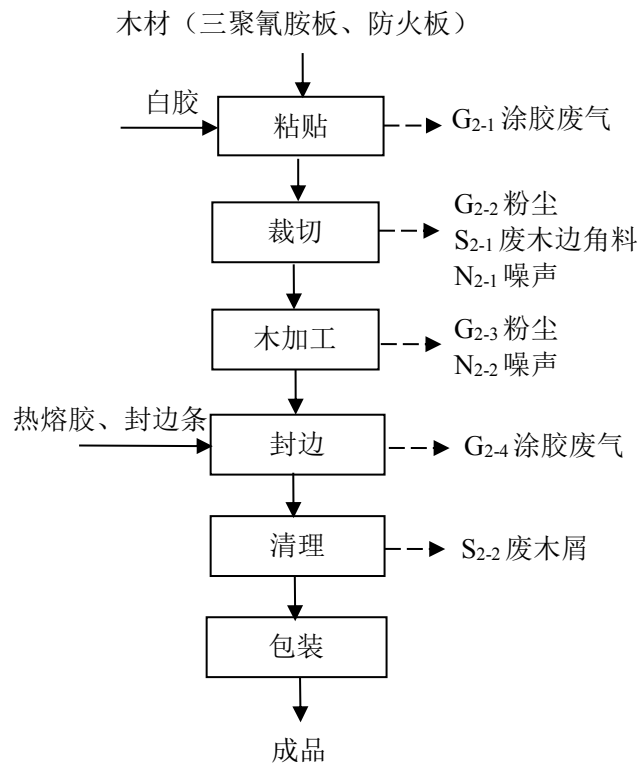 木材（三聚氰胺板、防火板）
白胶
粘贴
G2-1 涂胶废气
裁切
G2-2 粉尘
S2-1 废木边角料
N2-1 噪声
木加工
G2-3 粉尘
N2-2 噪声
热熔胶、封边条
封边
G2-4 涂胶废气
清理
S2-2 废木屑
包装
成品